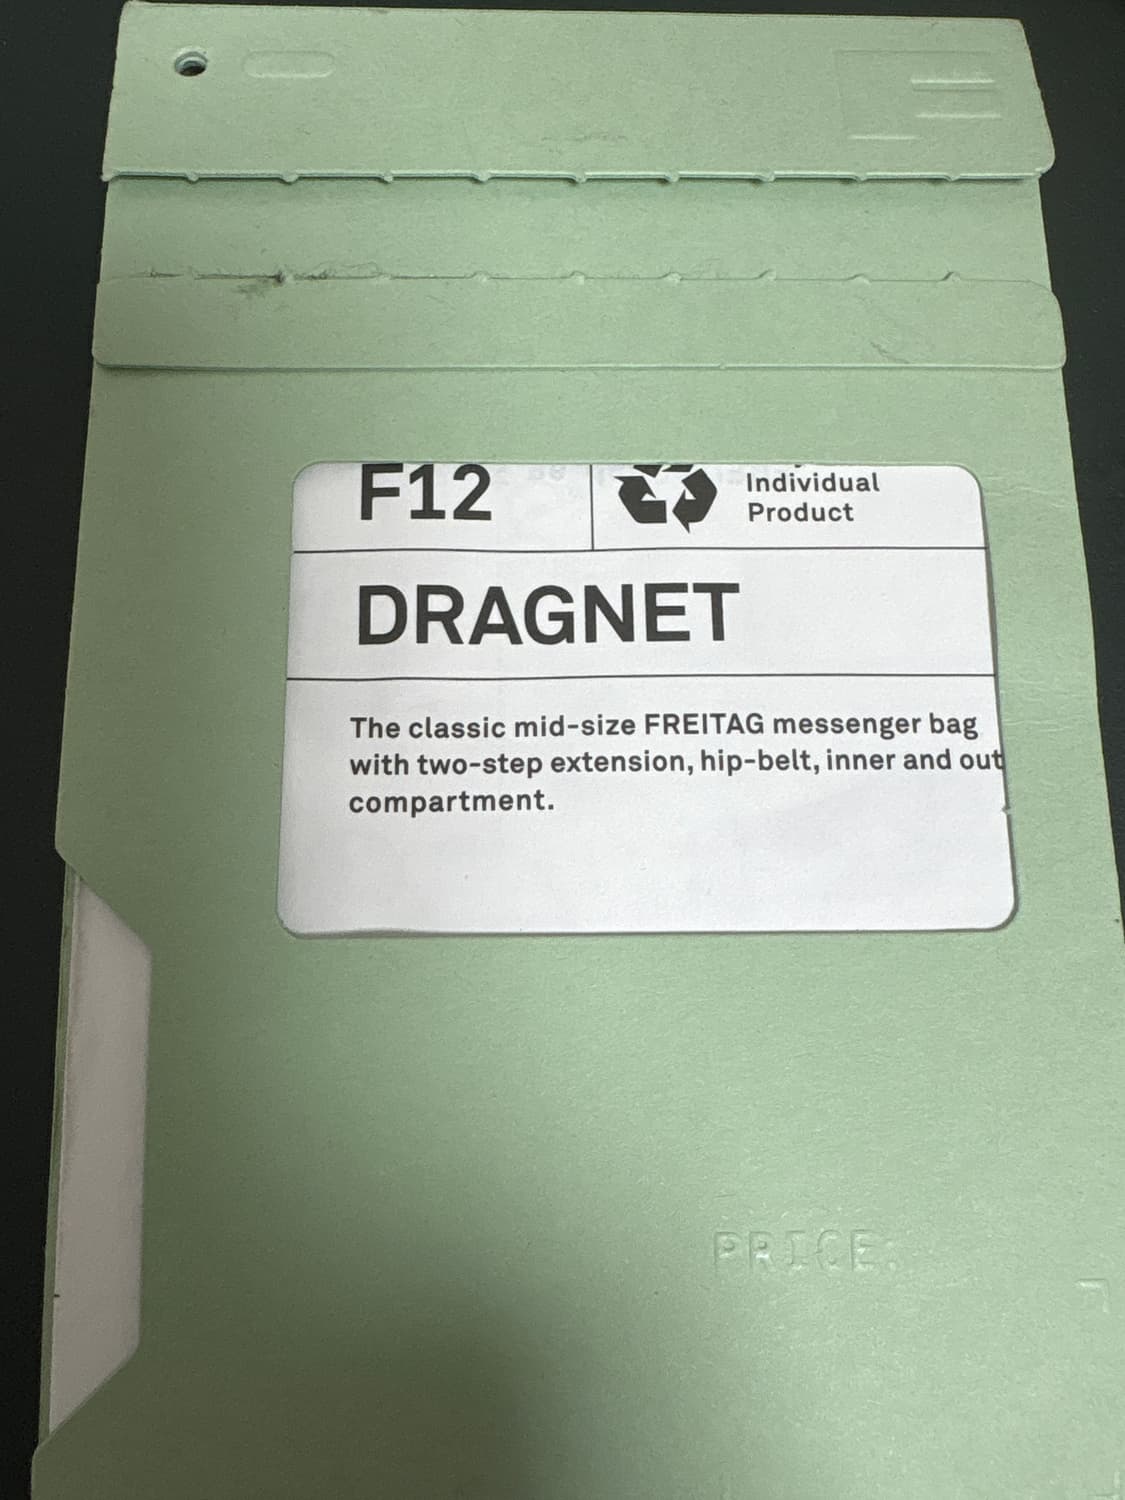 F12
Individual
Product
DRAGNET
The classic mid-size FREITAG messenger bag
with two-step extension, hip-belt, inner and out
compartment.
PRICE: